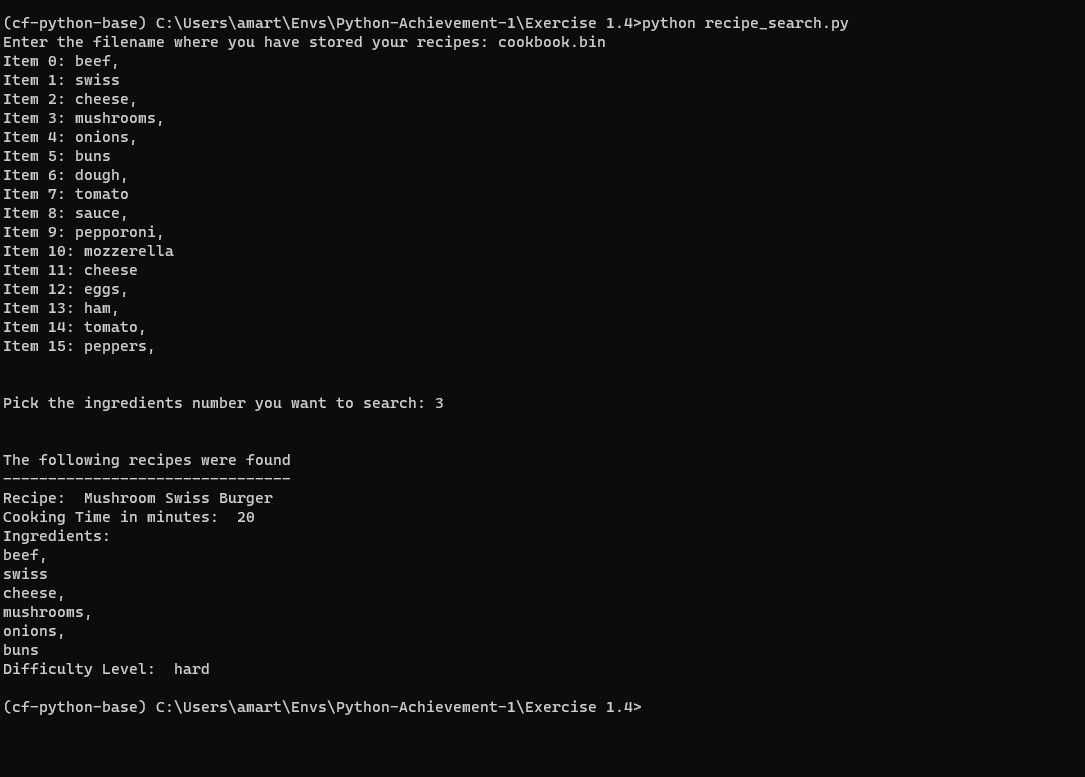 (cf-python-base) C:\Users\amart\Envs\Python-Achievement-1\Exercise 1.4>python recipe_search.py
Enter the filename where you have stored your recipes: cookbook.bin
Item 0: beef,
Item 1: swiss
Item 2: cheese,
Item 3: mushrooms,
Item 4: onions,
Item 5: buns
Item 6: dough,
Item 7: tomato
Item 8: sauce,
Item 9: pepporoni,
Item 10: mozzerella
Item 11: cheese
Item 12: eggs,
Item 13: ham,
Item 14: tomato,
Item 15: peppers,
Pick the ingredients number you want to search: 3
The following recipes were found
--------------------------------
Recipe:  Mushroom Swiss Burger
Cooking Time in minutes:  20
Ingredients:
beef,
swiss
cheese,
mushrooms,
onions,
buns
Difficulty Level:  hard
(cf-python-base) C:\Users\amart\Envs\Python-Achievement-1\Exercise 1.4>